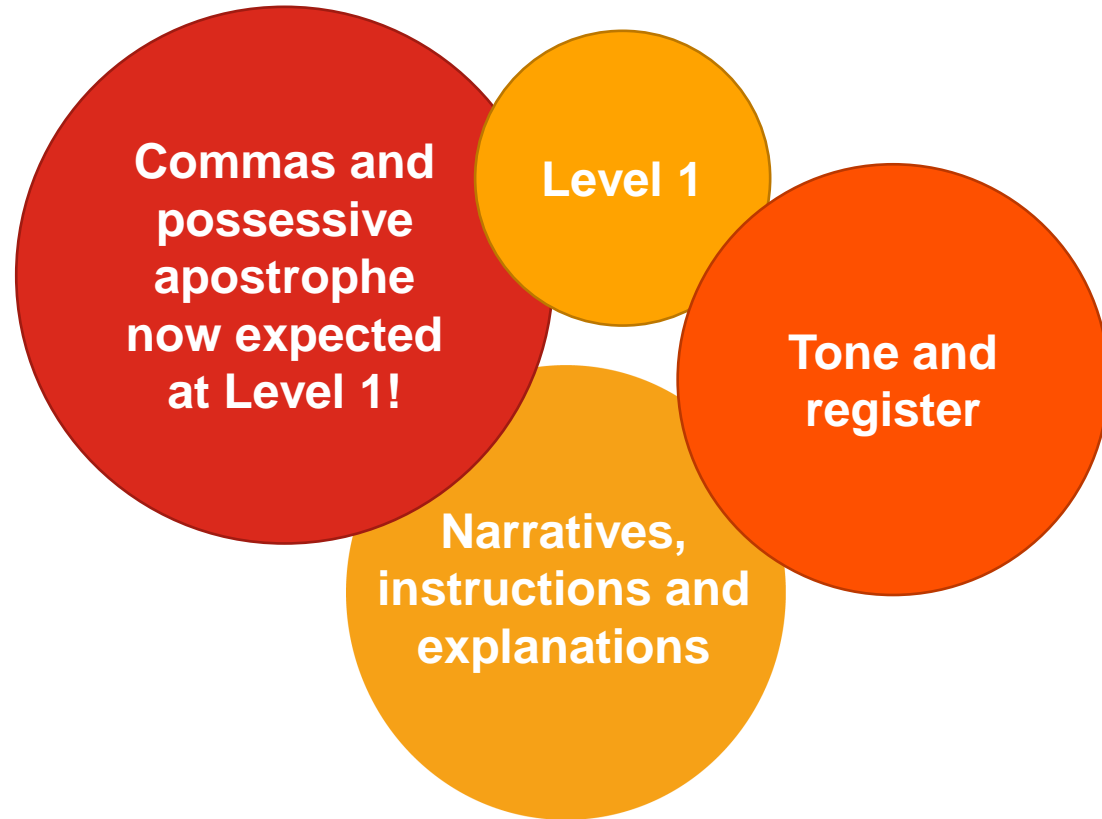 Commas and
possessive
apostrophe
now expected
at Level 1!
Level 1
Tone and
register
Narratives,
instructions and
explanations